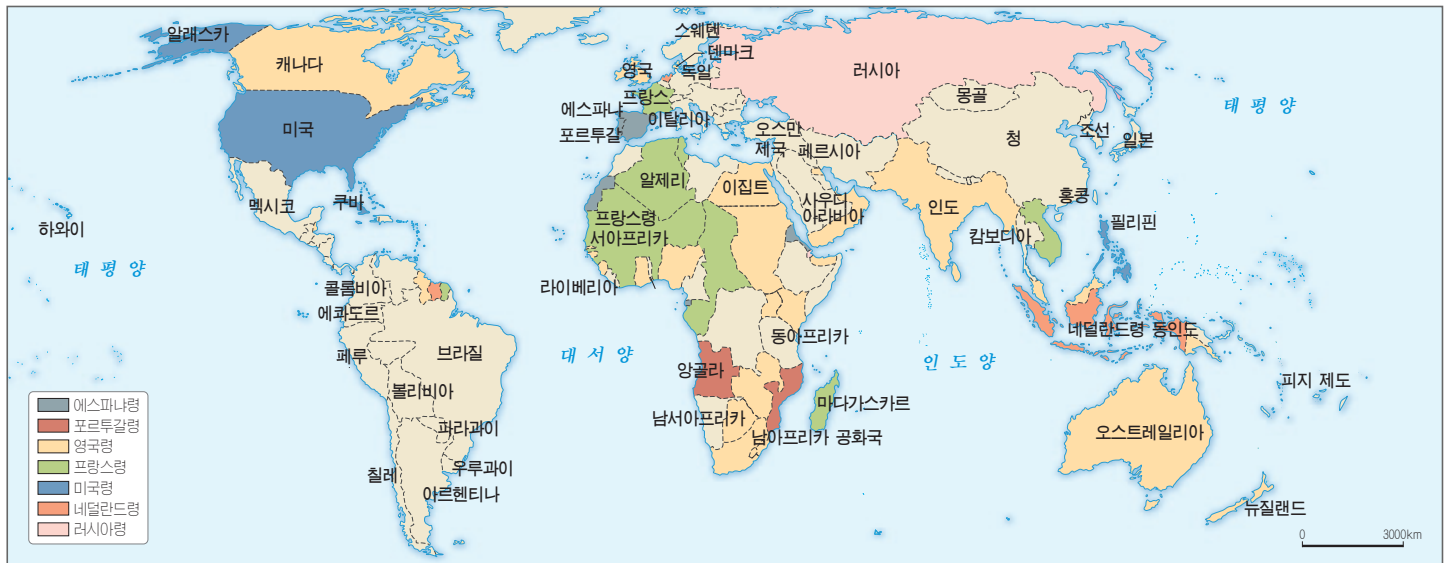 스웨덴
알래스카
덴마크
캐나다
영국
독일
러시아
프랑스
몽골
태평양
에스파냐
이탈리아
미국
포르투갈
오스만
제국
페르시아
청
조선
일본
알제리
이집트
사우디
아라비아
홍콩
멕시코
쿠바
인도
프랑스령
서아프리카
필리핀
하와이
캄보디아
태평양
콜롬비아
라이베리아
에콰도르
동아프리카
네덜란드령 동인도
페루
브라질
대서양
인도양
앙골라
피지 제도
볼리비아
마다가스카르
남서아프리카
파라과이
남아프리카 공화국
오스트레일리아
칠레
우루과이
아르헨티나
뉴질랜드
에스파냐령
포르투갈령
영국령
프랑스령
미국령
네덜란드령
러시아령
0 3000km